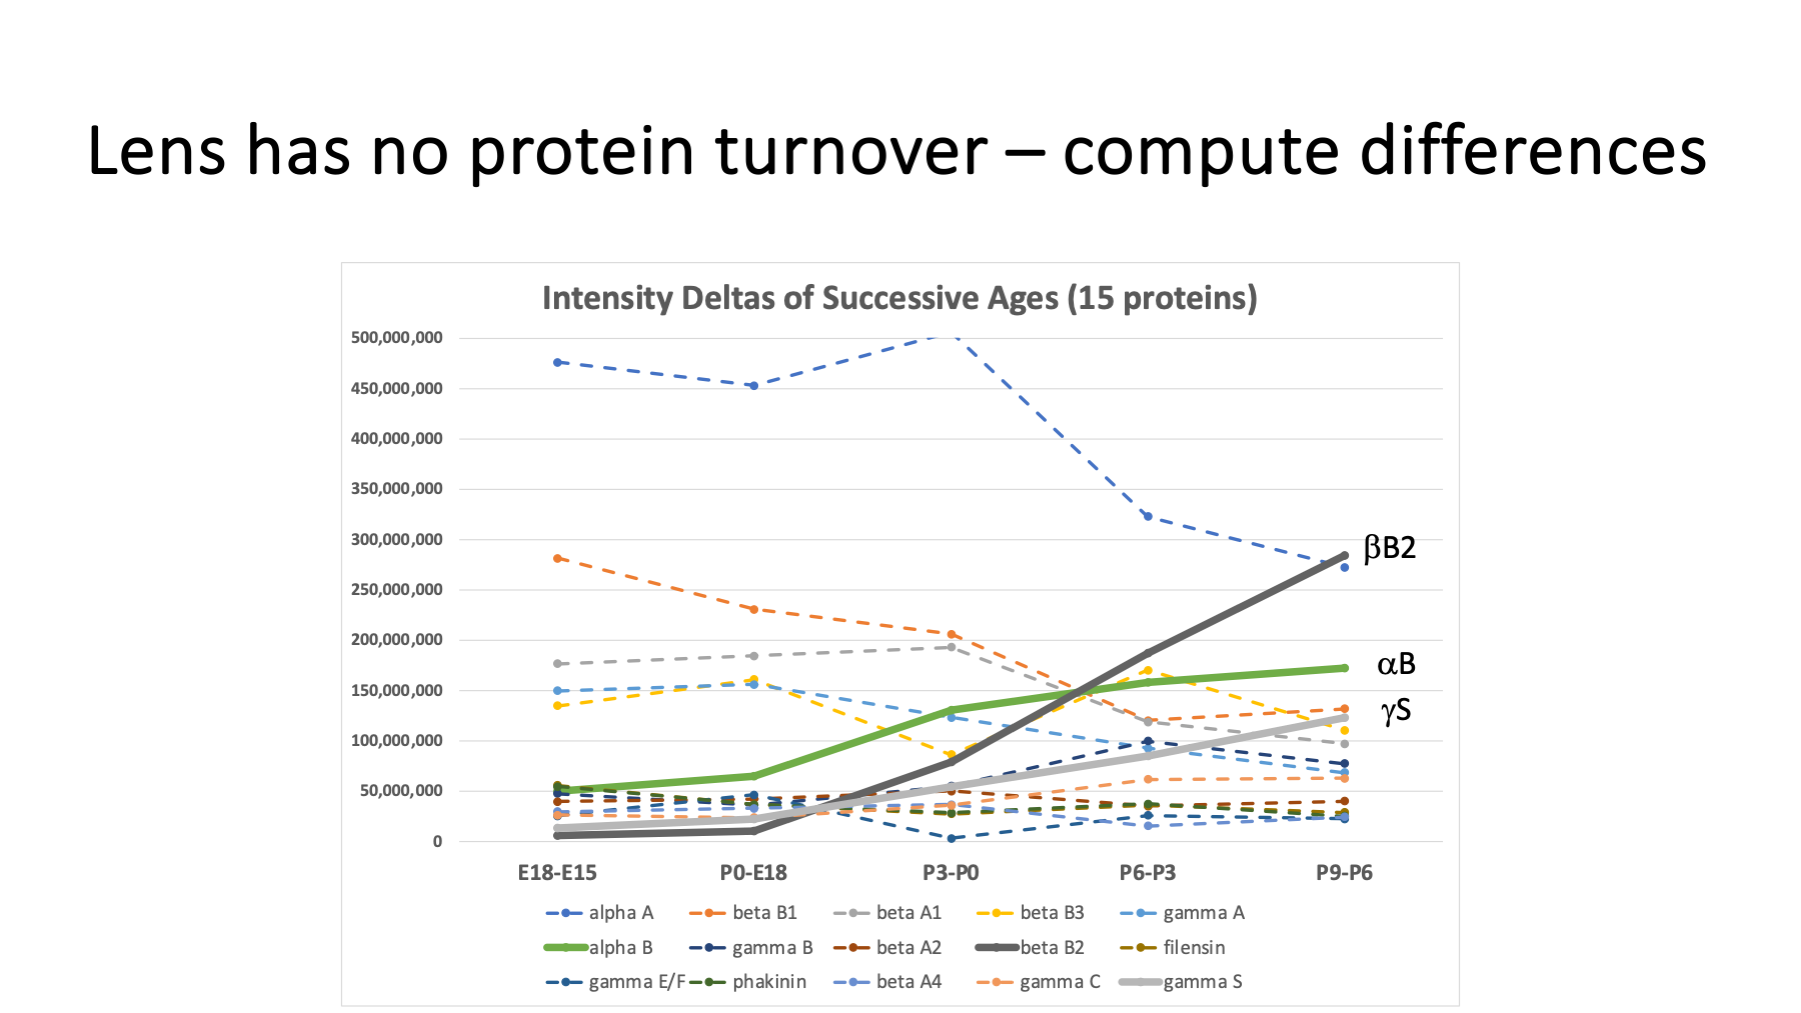 Lens has no protein turnover – compute differences
Intensity Deltas of Successive Ages (15 proteins)
500,000,000
450,000,000
400,000,000
350,000,000
300,000,000
250,000,000
200,000,000
150,000,000
100,000,000
50,000,000
0
βB2
αB
γS
E18-E15 P0-E18 P3-P0 P6-P3 P9-P6
alpha A beta B1 beta A1 beta B3 gamma A
alpha B gamma B beta A2 beta B2 filensin
gamma E/F phakinin beta A4 gamma C gamma S